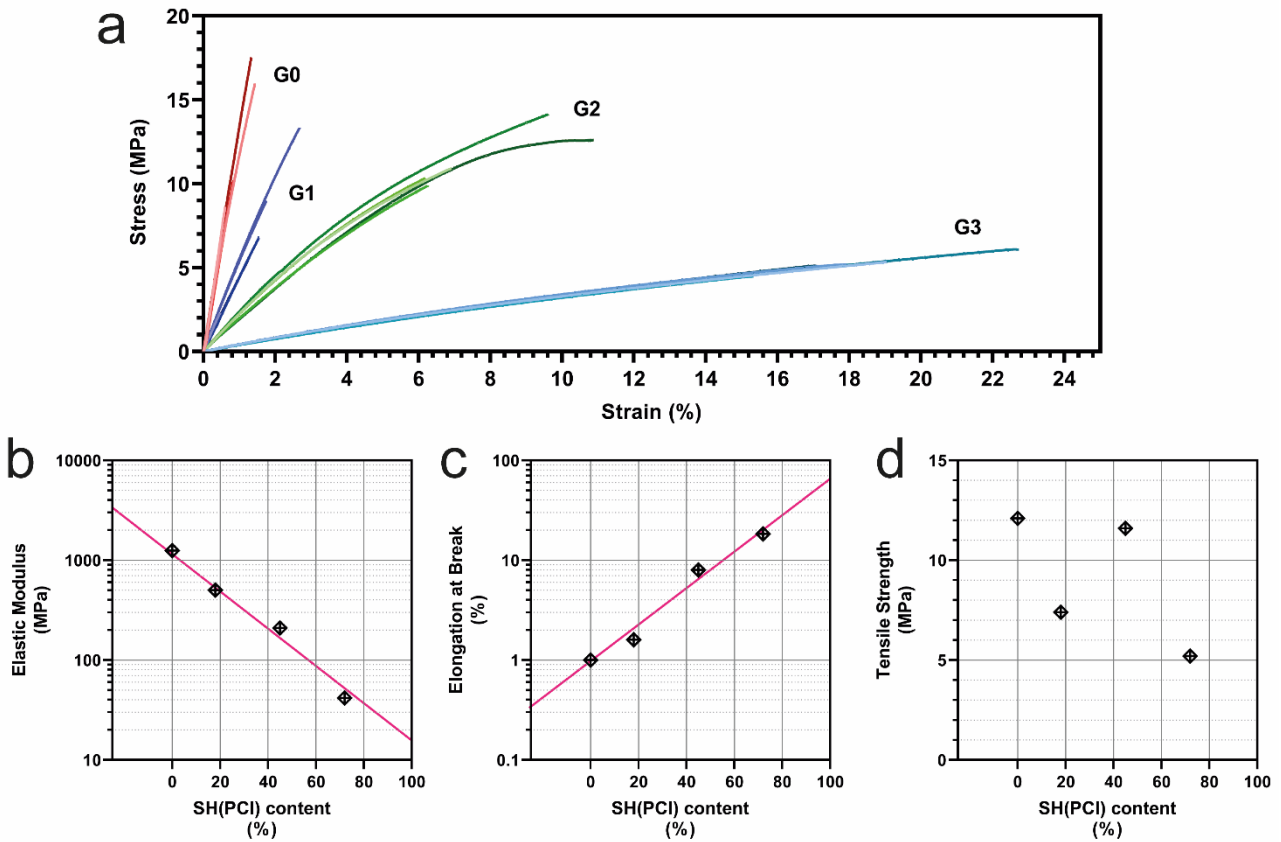 a
20
15
10
5
0
Stress (MPa)
G0
G1
G2
G3
0 2 4 6 8 10 12 14 16 18 20 22 24
Strain (%)
b
10000
1000
100
10
Elastic Modulus
(MPa)
0 20 40 60 80 100
SH(PCl) content
(%)
c
100
10
1
0.1
Elongation at Break
(%)
0 20 40 60 80 100
SH(PCl) content
(%)
d
15
10
5
0
Tensile Strength
(MPa)
0 20 40 60 80 100
SH(PCl) content
(%)